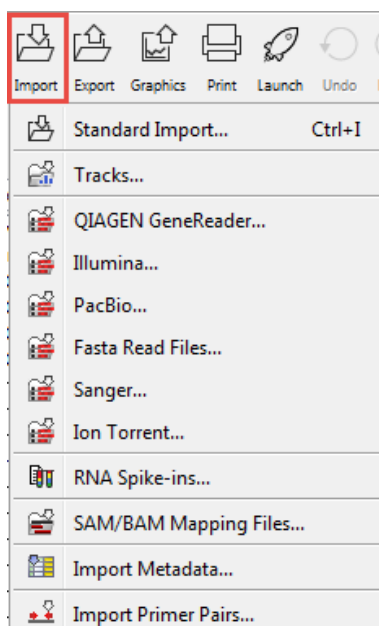 Import Export Graphics Print Launch Undo
Standard Import... Ctrl+I
Tracks...
QIAGEN GeneReader...
Illumina...
PacBio...
Fasta Read Files...
Sanger...
Ion Torrent...
RNA Spike-ins...
SAM/BAM Mapping Files...
Import Metadata...
Import Primer Pairs...